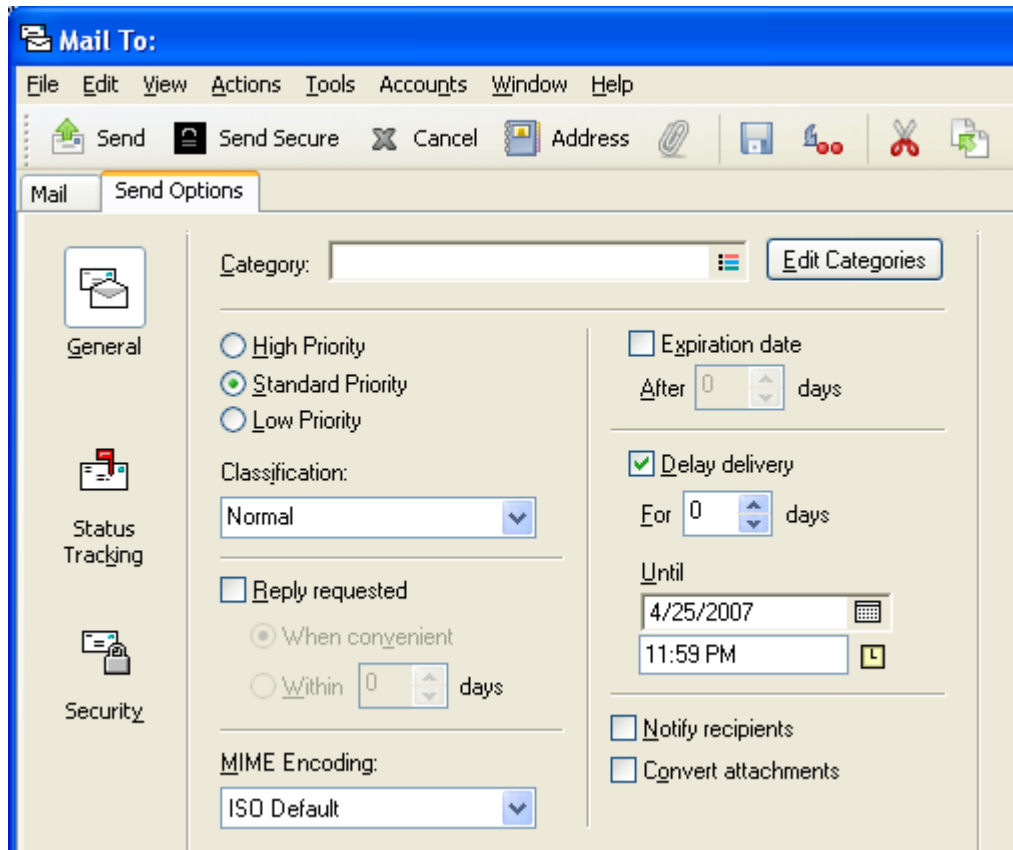 Mail To:
File Edit View Actions Tools Accounts Window Help
Send Send Secure Cancel Address
Mail Send Options
General
Status
Tracking
Security
Category: Edit Categories
High Priority
Standard Priority
Low Priority
Classification:
Normal
Reply requested
When convenient
Within 0 days
MIME Encoding:
ISO Default
Expiration date
After 0 days
Delay delivery
For 0 days
Until
4/25/2007
11:59 PM
Notify recipients
Convert attachments